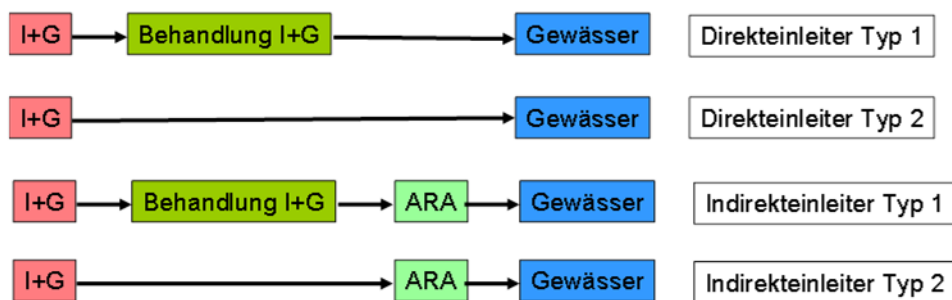 I+G Behandlung I+G Gewässer Direkteinleiter Typ 1
I+G Gewässer Direkteinleiter Typ 2
I+G Behandlung I+G ARA Gewässer Indirekteinleiter Typ 1
I+G ARA Gewässer Indirekteinleiter Typ 2